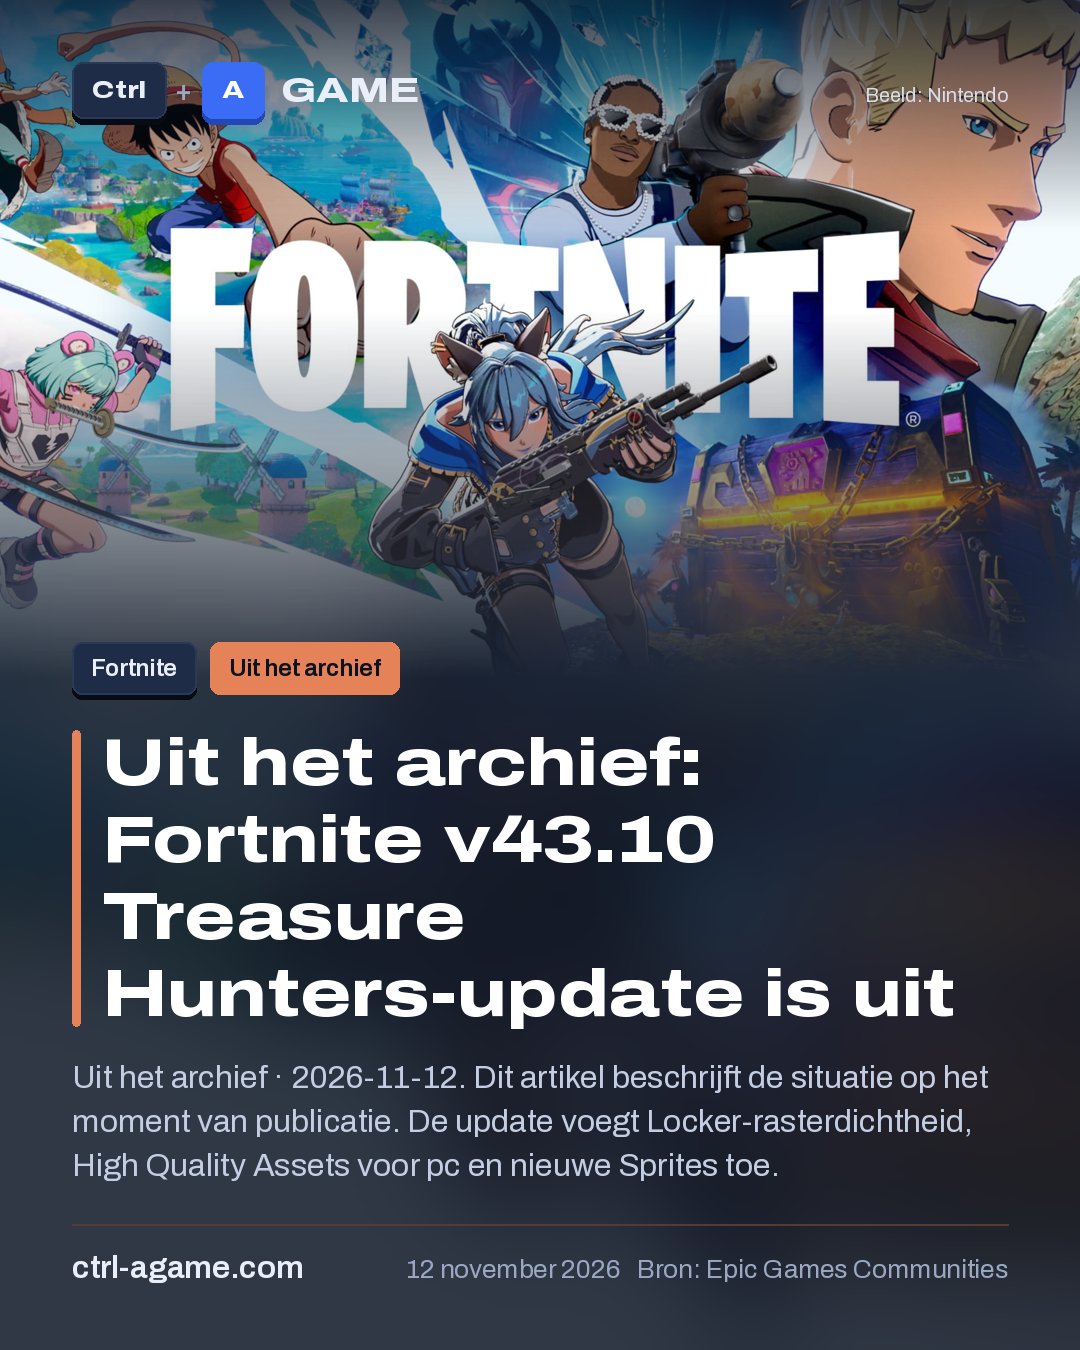 Ctrl + A GAME
Beeld: Nintendo
FORTNITE ®
Fortnite
Uit het archief
Uit het archief:
Fortnite v43.10
Treasure
Hunters-update is uit
Uit het archief · 2026-11-12. Dit artikel beschrijft de situatie op het
moment van publicatie. De update voegt Locker-rasterdichtheid,
High Quality Assets voor pc en nieuwe Sprites toe.
ctrl-agame.com
12 november 2026 Bron: Epic Games Communities